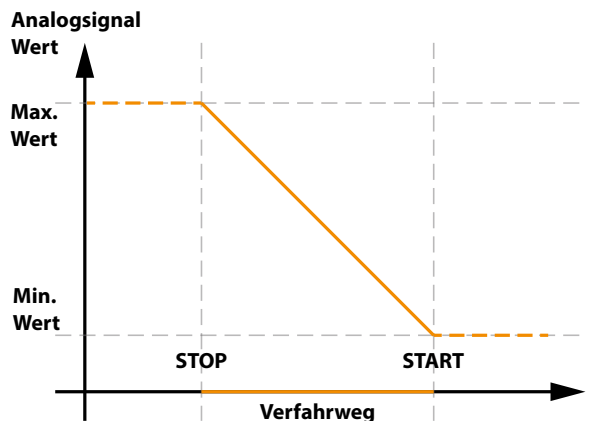 Analogsignal
Wert
Max.
Wert
Min.
Wert
STOP
START
Verfahrweg